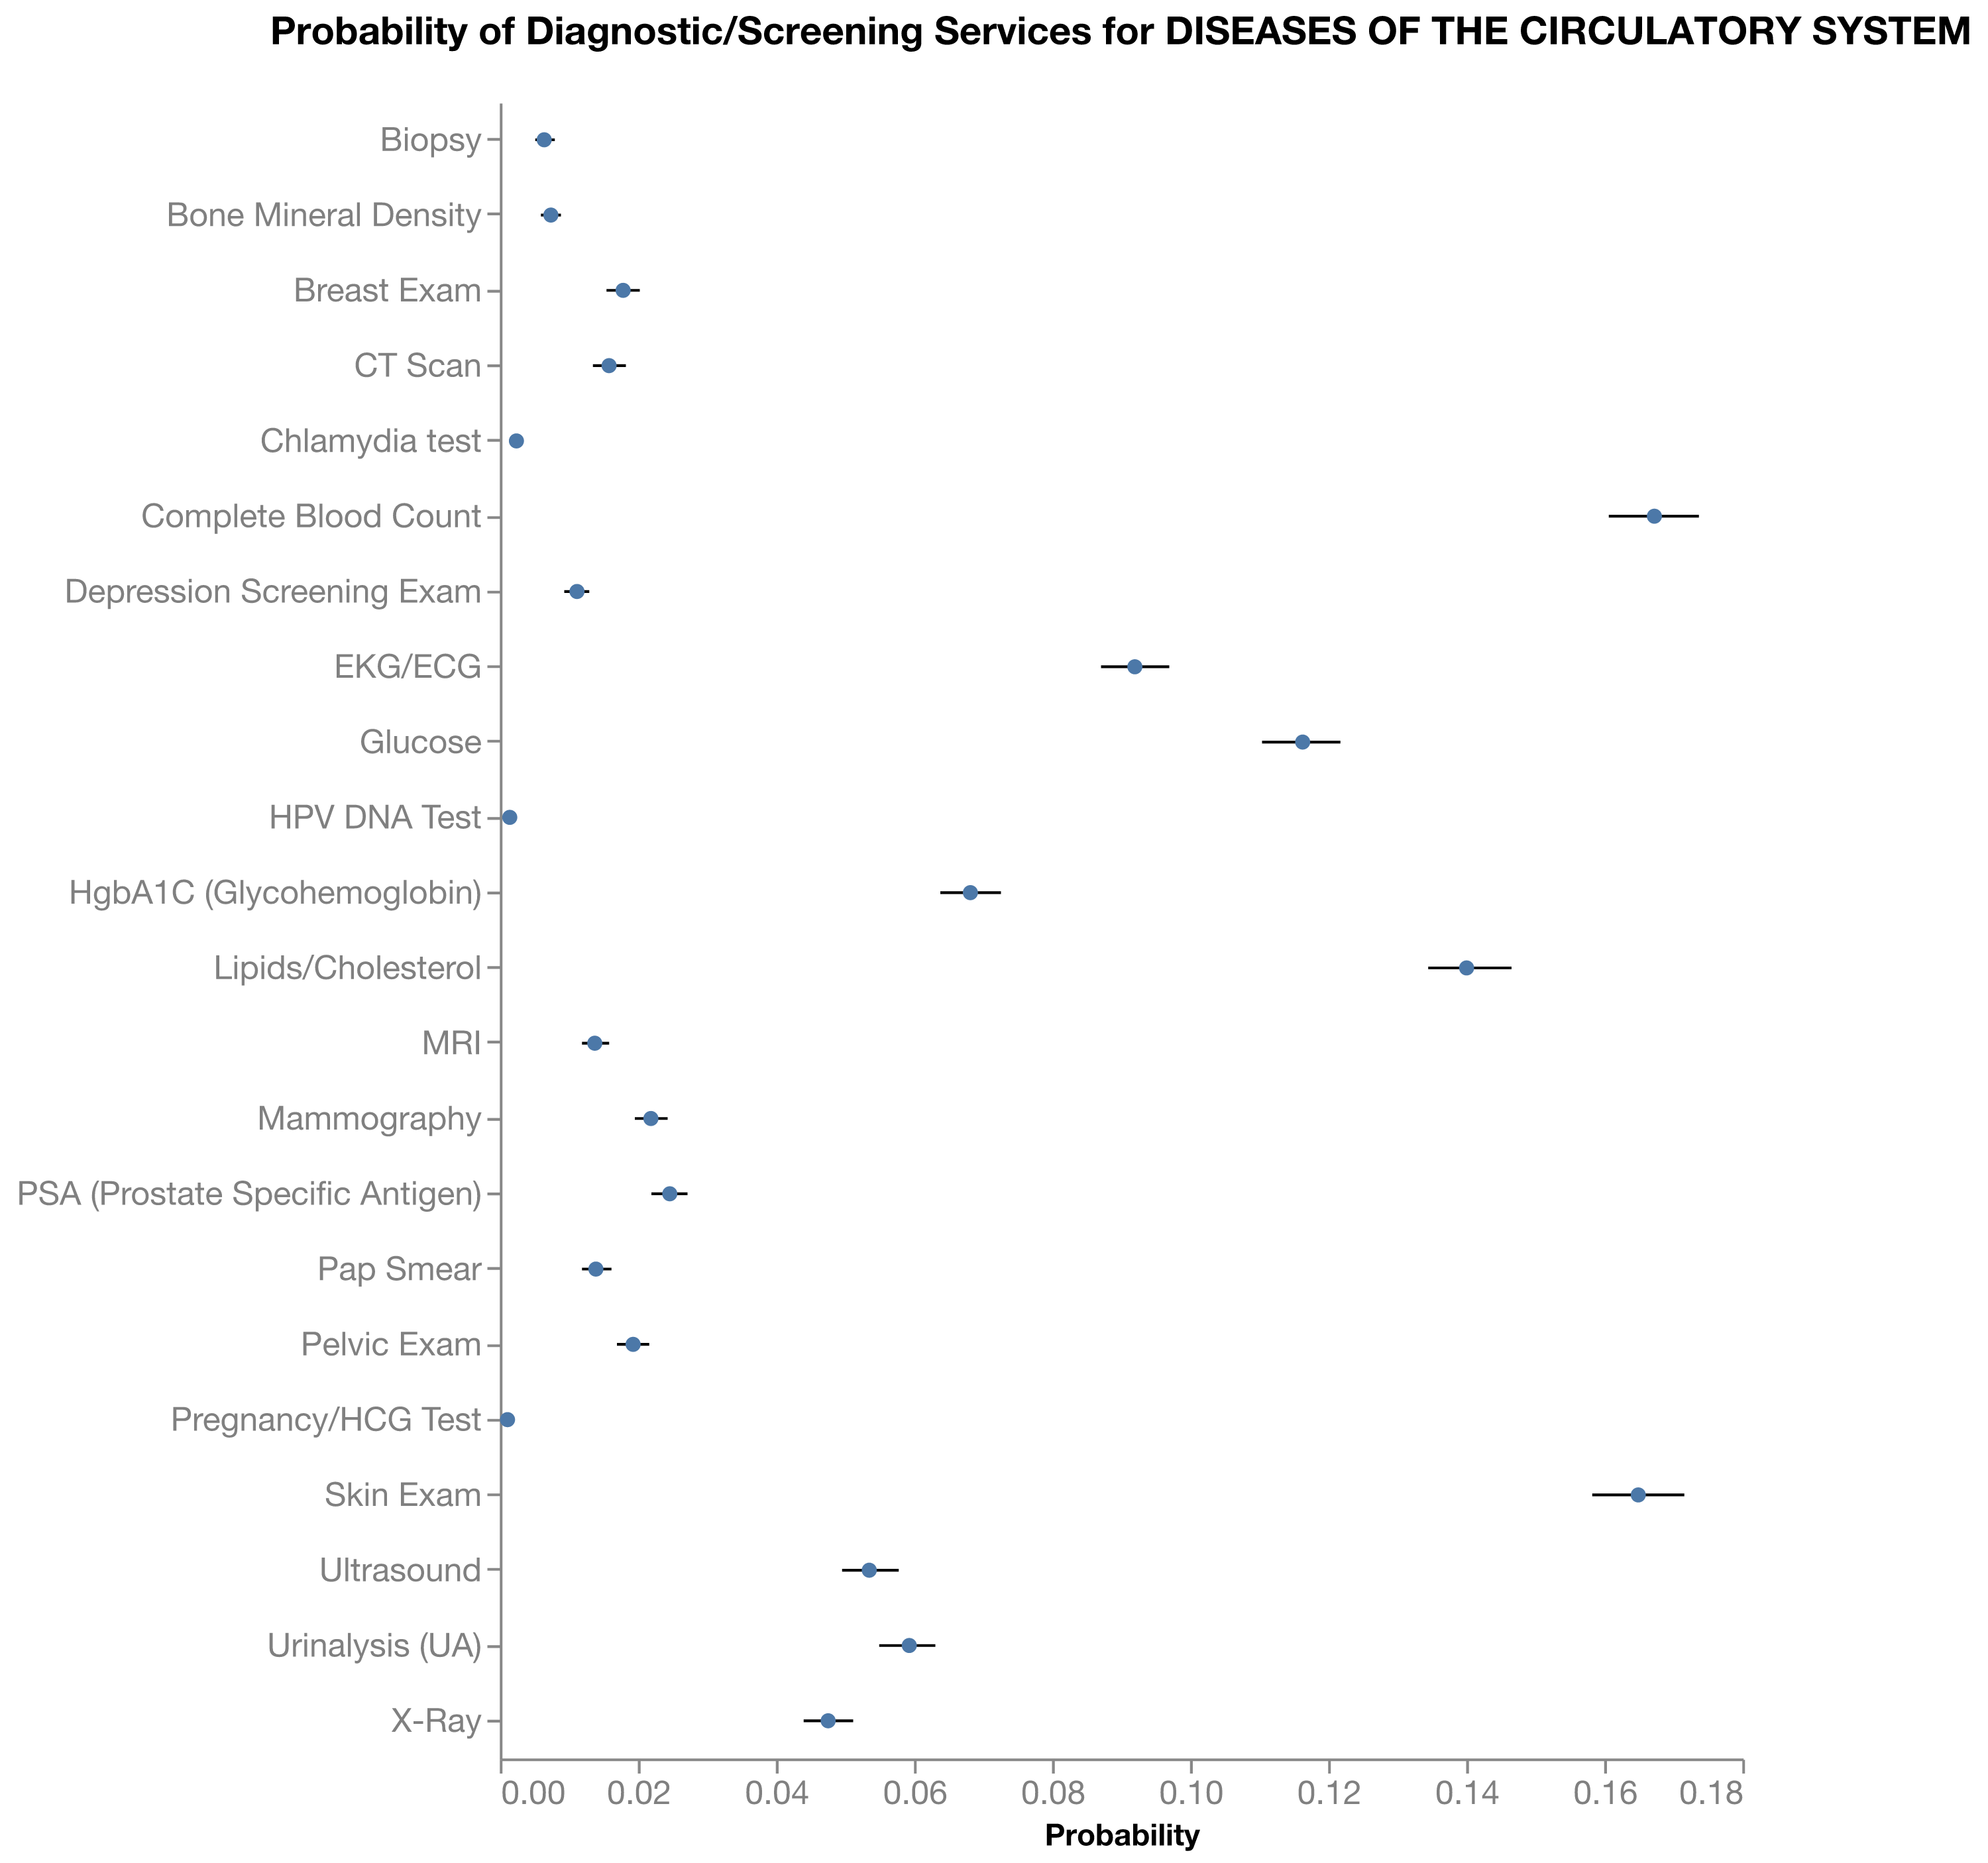 Probability of Diagnostic/Screening Services for DISEASES OF THE CIRCULATORY SYSTEM
Biopsy
Bone Mineral Density
Breast Exam
CT Scan
Chlamydia test
Complete Blood Count
Depression Screening Exam
EKG/ECG
Glucose
HPV DNA Test
HgbA1C (Glycohemoglobin)
Lipids/Cholesterol
MRI
Mammography
PSA (Prostate Specific Antigen)
Pap Smear
Pelvic Exam
Pregnancy/HCG Test
Skin Exam
Ultrasound
Urinalysis (UA)
X-Ray
0.00 0.02 0.04 0.06 0.08 0.10 0.12 0.14 0.16 0.18
Probability